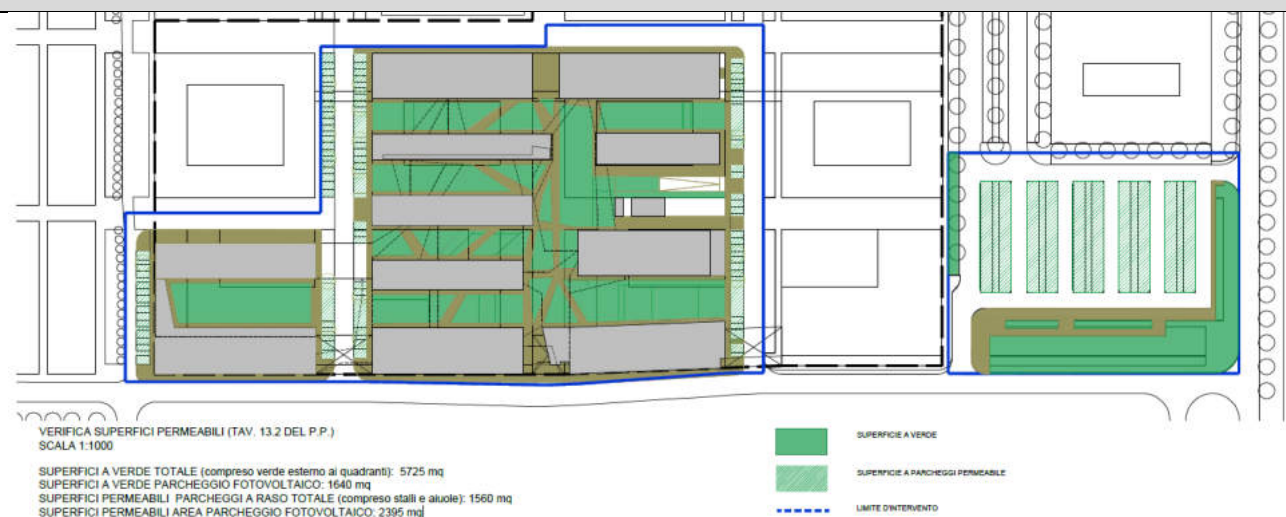 VERIFICA SUPERFICI PERMEABILI (TAV. 13.2 DEL P.P.)
SCALA 1:1000
SUPERFICI A VERDE TOTALE (compreso verde esterno ai quadranti): 5725 mq
SUPERFICI A VERDE PARCHEGGIO FOTOVOLTAICO: 1640 mq
SUPERFICI PERMEABILI PARCHEGGI A RASO TOTALE (compreso stalli e aiuole): 1560 mq
SUPERFICI PERMEABILI AREA PARCHEGGIO FOTOVOLTAICO: 2395 mq
SUPERFICIE A VERDE
SUPERFICIE A PARCHEGGI PERMEABILE
LIMITE D'INTERVENTO